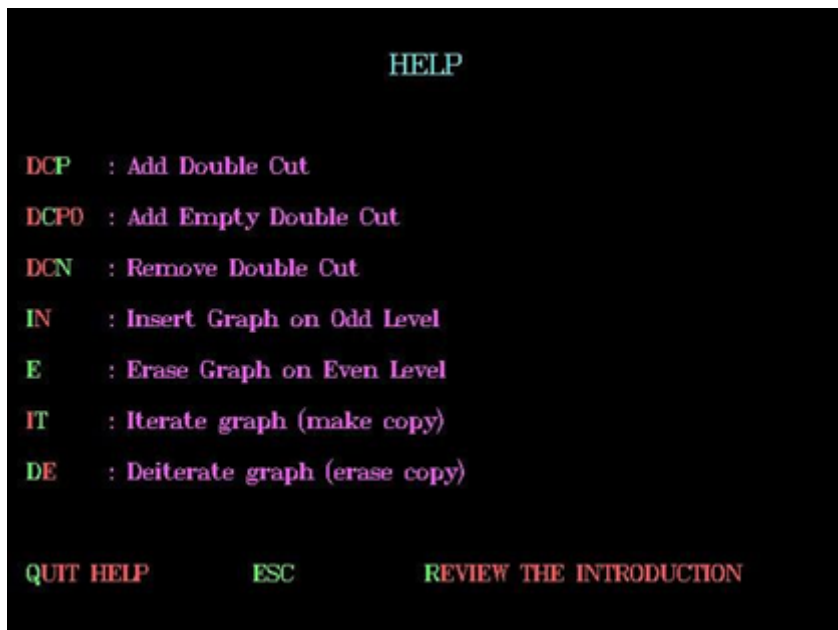 HELP
DCP : Add Double Cut
DCP0 : Add Empty Double Cut
DCN : Remove Double Cut
IN : Insert Graph on Odd Level
E : Erase Graph on Even Level
IT : Iterate graph (make copy)
DE : Deiterate graph (erase copy)
QUIT HELP ESC REVIEW THE INTRODUCTION